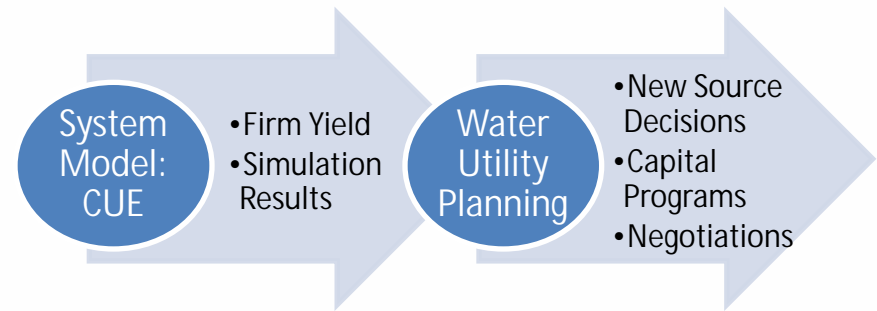 System
Model:
CUE
•Firm Yield
•Simulation
Results
Water
Utility
Planning
•New Source
Decisions
•Capital
Programs
•Negotiations